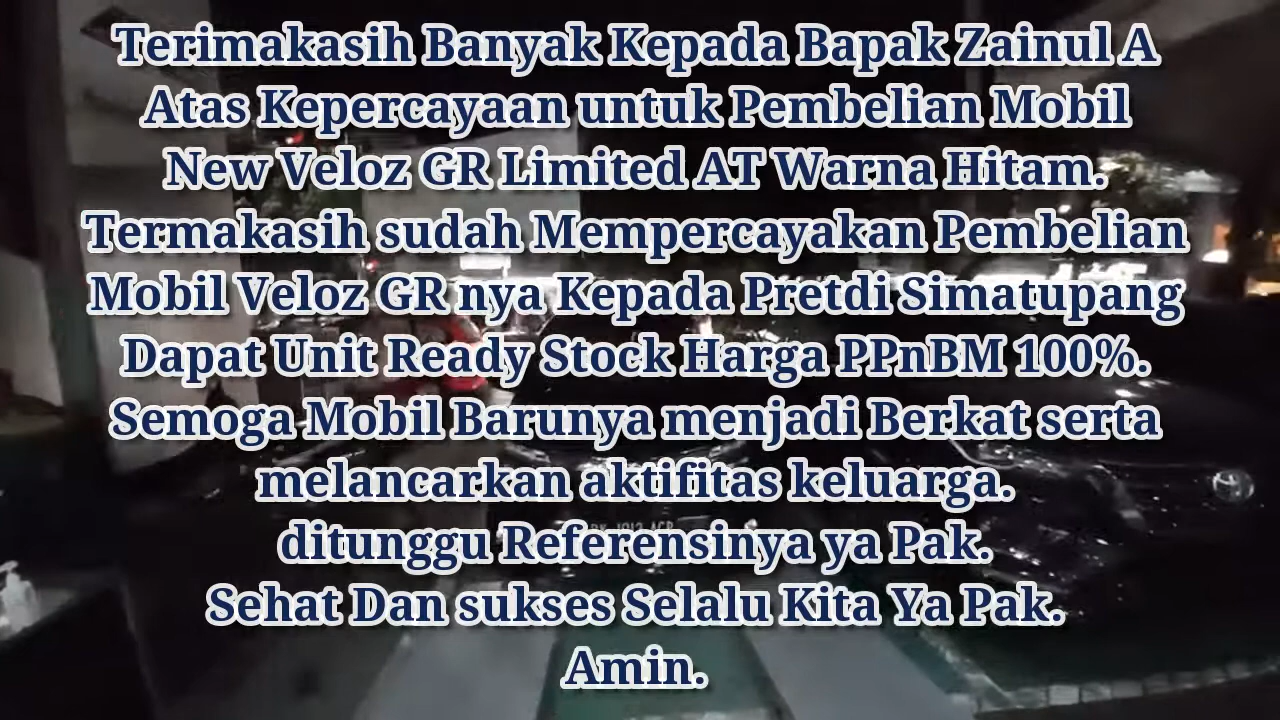 Terimakasih Banyak Kepada Bapak Zainul A
Atas Kepercayaan untuk Pembelian Mobil
New Veloz GR Limited AT Warna Hitam.
Termakasih sudah Mempercayakan Pembelian
Mobil Veloz GR nya Kepada Pretdi Simatupang
Dapat Unit Ready Stock Harga PPnBM 100%.
Semoga Mobil Barunya menjadi Berkat serta
melancarkan aktifitas keluarga.
ditunggu Referensinya ya Pak.
Sehat Dan sukses Selalu Kita Ya Pak.
Amin.